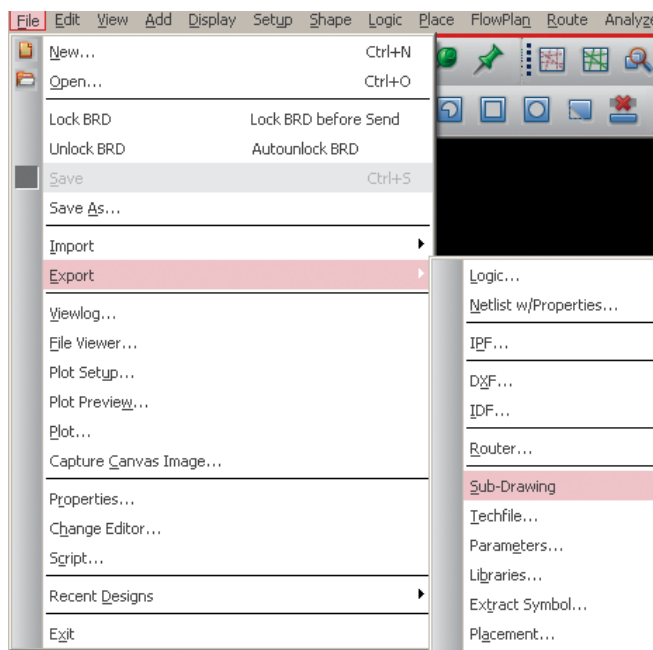 File Edit View Add Display Setup Shape Logic Place FlowPlan Route Analyze
New... Ctrl+N
Open... Ctrl+O
Lock BRD Lock BRD before Send
Unlock BRD Autounlock BRD
Save Ctrl+S
Save As...
Import
Export
Viewlog...
File Viewer...
Plot Setup...
Plot Preview...
Plot...
Capture Canvas Image...
Properties...
Change Editor...
Script...
Recent Designs
Exit
Logic...
Netlist w/Properties...
IPF...
DXF...
IDF...
Router...
Sub-Drawing
Techfile...
Parameters...
Libraries...
Extract Symbol...
Placement...